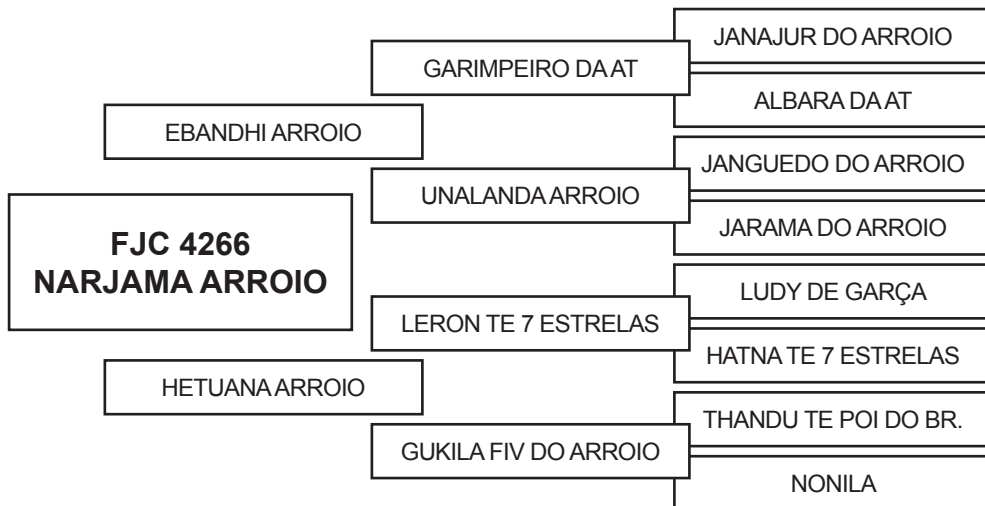 JANAJUR DO ARROIO
GARIMPEIRO DA AT
ALBARA DA AT
EBANDHI ARROIO
JANGUEDO DO ARROIO
UNALANDA ARROIO
JARAMA DO ARROIO
FJC 4266
NARJAMA ARROIO
LUDY DE GARÇA
LERON TE 7 ESTRELAS
HATNA TE 7 ESTRELAS
HETUANA ARROIO
THANDU TE POI DO BR.
GUKILA FIV DO ARROIO
NONILA